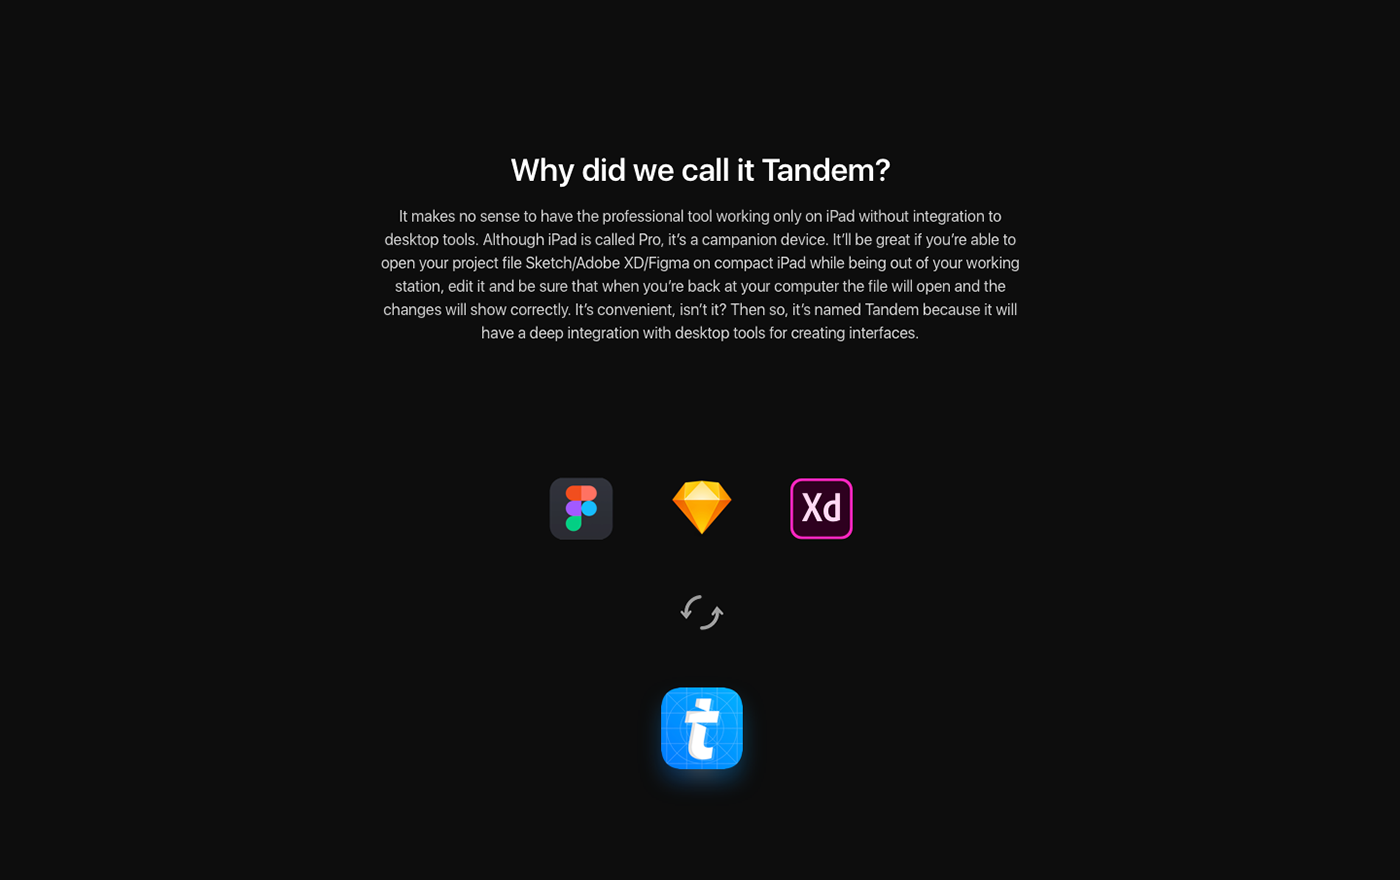 Why did we call it Tandem?
It makes no sense to have the professional tool working only on iPad without integration to
desktop tools. Although iPad is called Pro, it’s a campanion device. It’ll be great if you’re able to
open your project file Sketch/Adobe XD/Figma on compact iPad while being out of your working
station, edit it and be sure that when you’re back at your computer the file will open and the
changes will show correctly. It’s convenient, isn’t it? Then so, it’s named Tandem because it will
have a deep integration with desktop tools for creating interfaces.
Xd
t